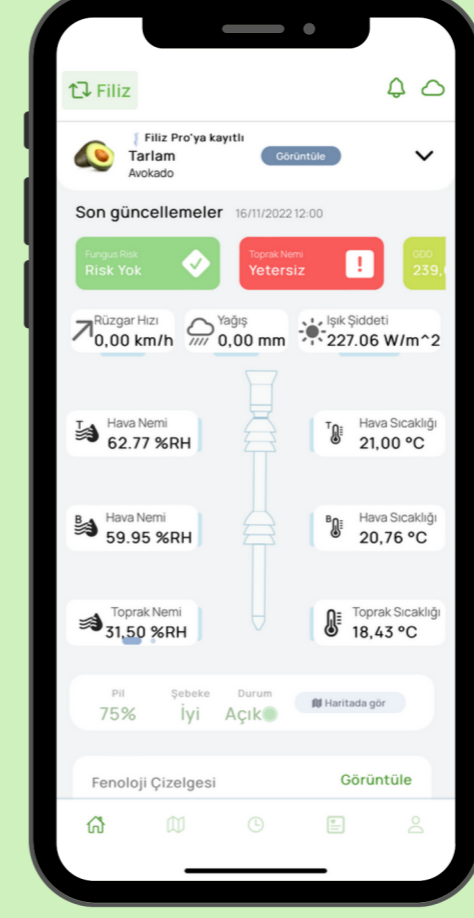 Filiz
Filiz Pro'ya kayıtlı
Tarlam
Avokado
Görüntüle
Son güncellemeler 16/11/2022 12:00
Fungus Risk
Risk Yok
Toprak Nemi
Yetersiz
GDD
239,
Rüzgar Hızı
0,00 km/h
Yağış
0,00 mm
Işık Şiddeti
227.06 W/m^2
T
Hava Nemi
62.77 %RH
T
Hava Sıcaklığı
21,00 °C
B
Hava Nemi
59.95 %RH
B
Hava Sıcaklığı
20,76 °C
Toprak Nemi
31,50 %RH
Toprak Sıcaklığı
18,43 °C
Pil
75%
Şebeke
İyi
Durum
Açık
Haritada gör
Fenoloji Çizelgesi
Görüntüle